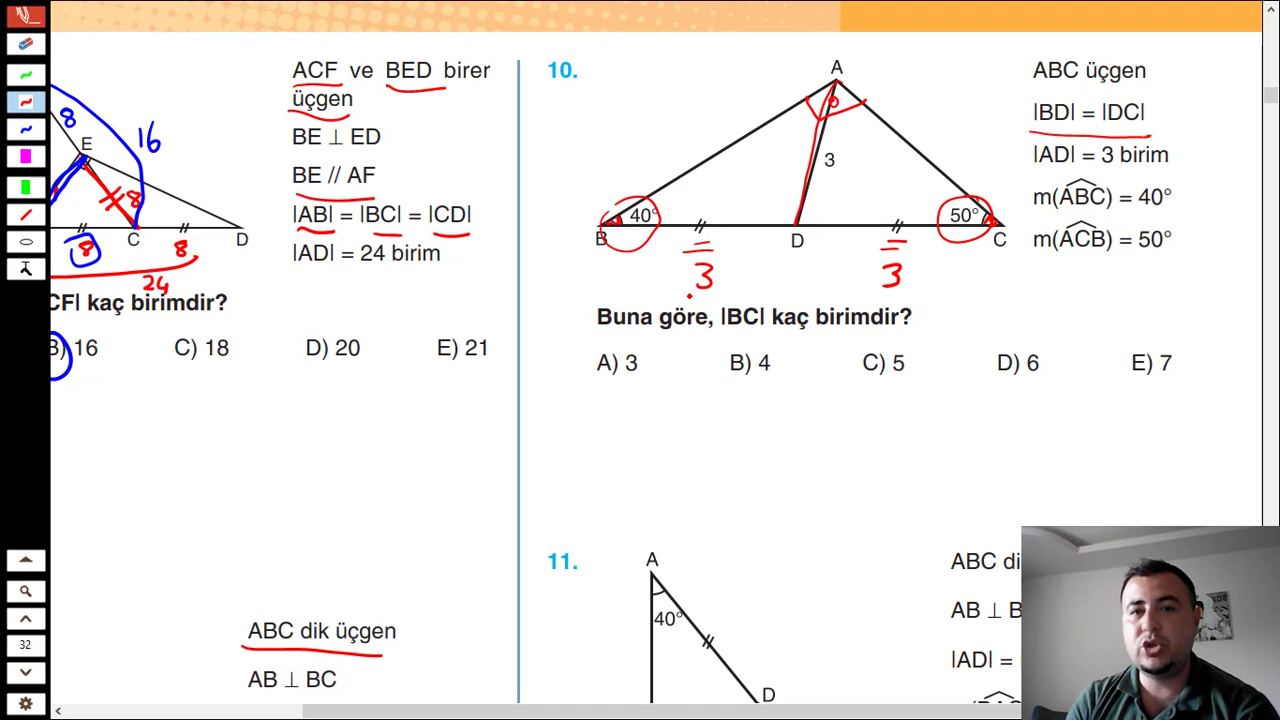 ACF ve BED birer
üçgen
BE ⊥ ED
BE // AF
|AB| = |BC| = |CD|
|AD| = 24 birim
8
16
E
8
C
D
8
8
24
CF| kaç birimdir?
B) 16 C) 18 D) 20 E) 21
ABC dik üçgen
AB ⊥ BC
10.
A
3
40°
50°
B
D
C
3
3
ABC üçgen
|BD| = |DC|
|AD| = 3 birim
m(ABC) = 40°
m(ACB) = 50°
Buna göre, |BC| kaç birimdir?
A) 3 B) 4 C) 5 D) 6 E) 7
11.
A
40°
D
ABC di
AB ⊥ B
|AD| =
32